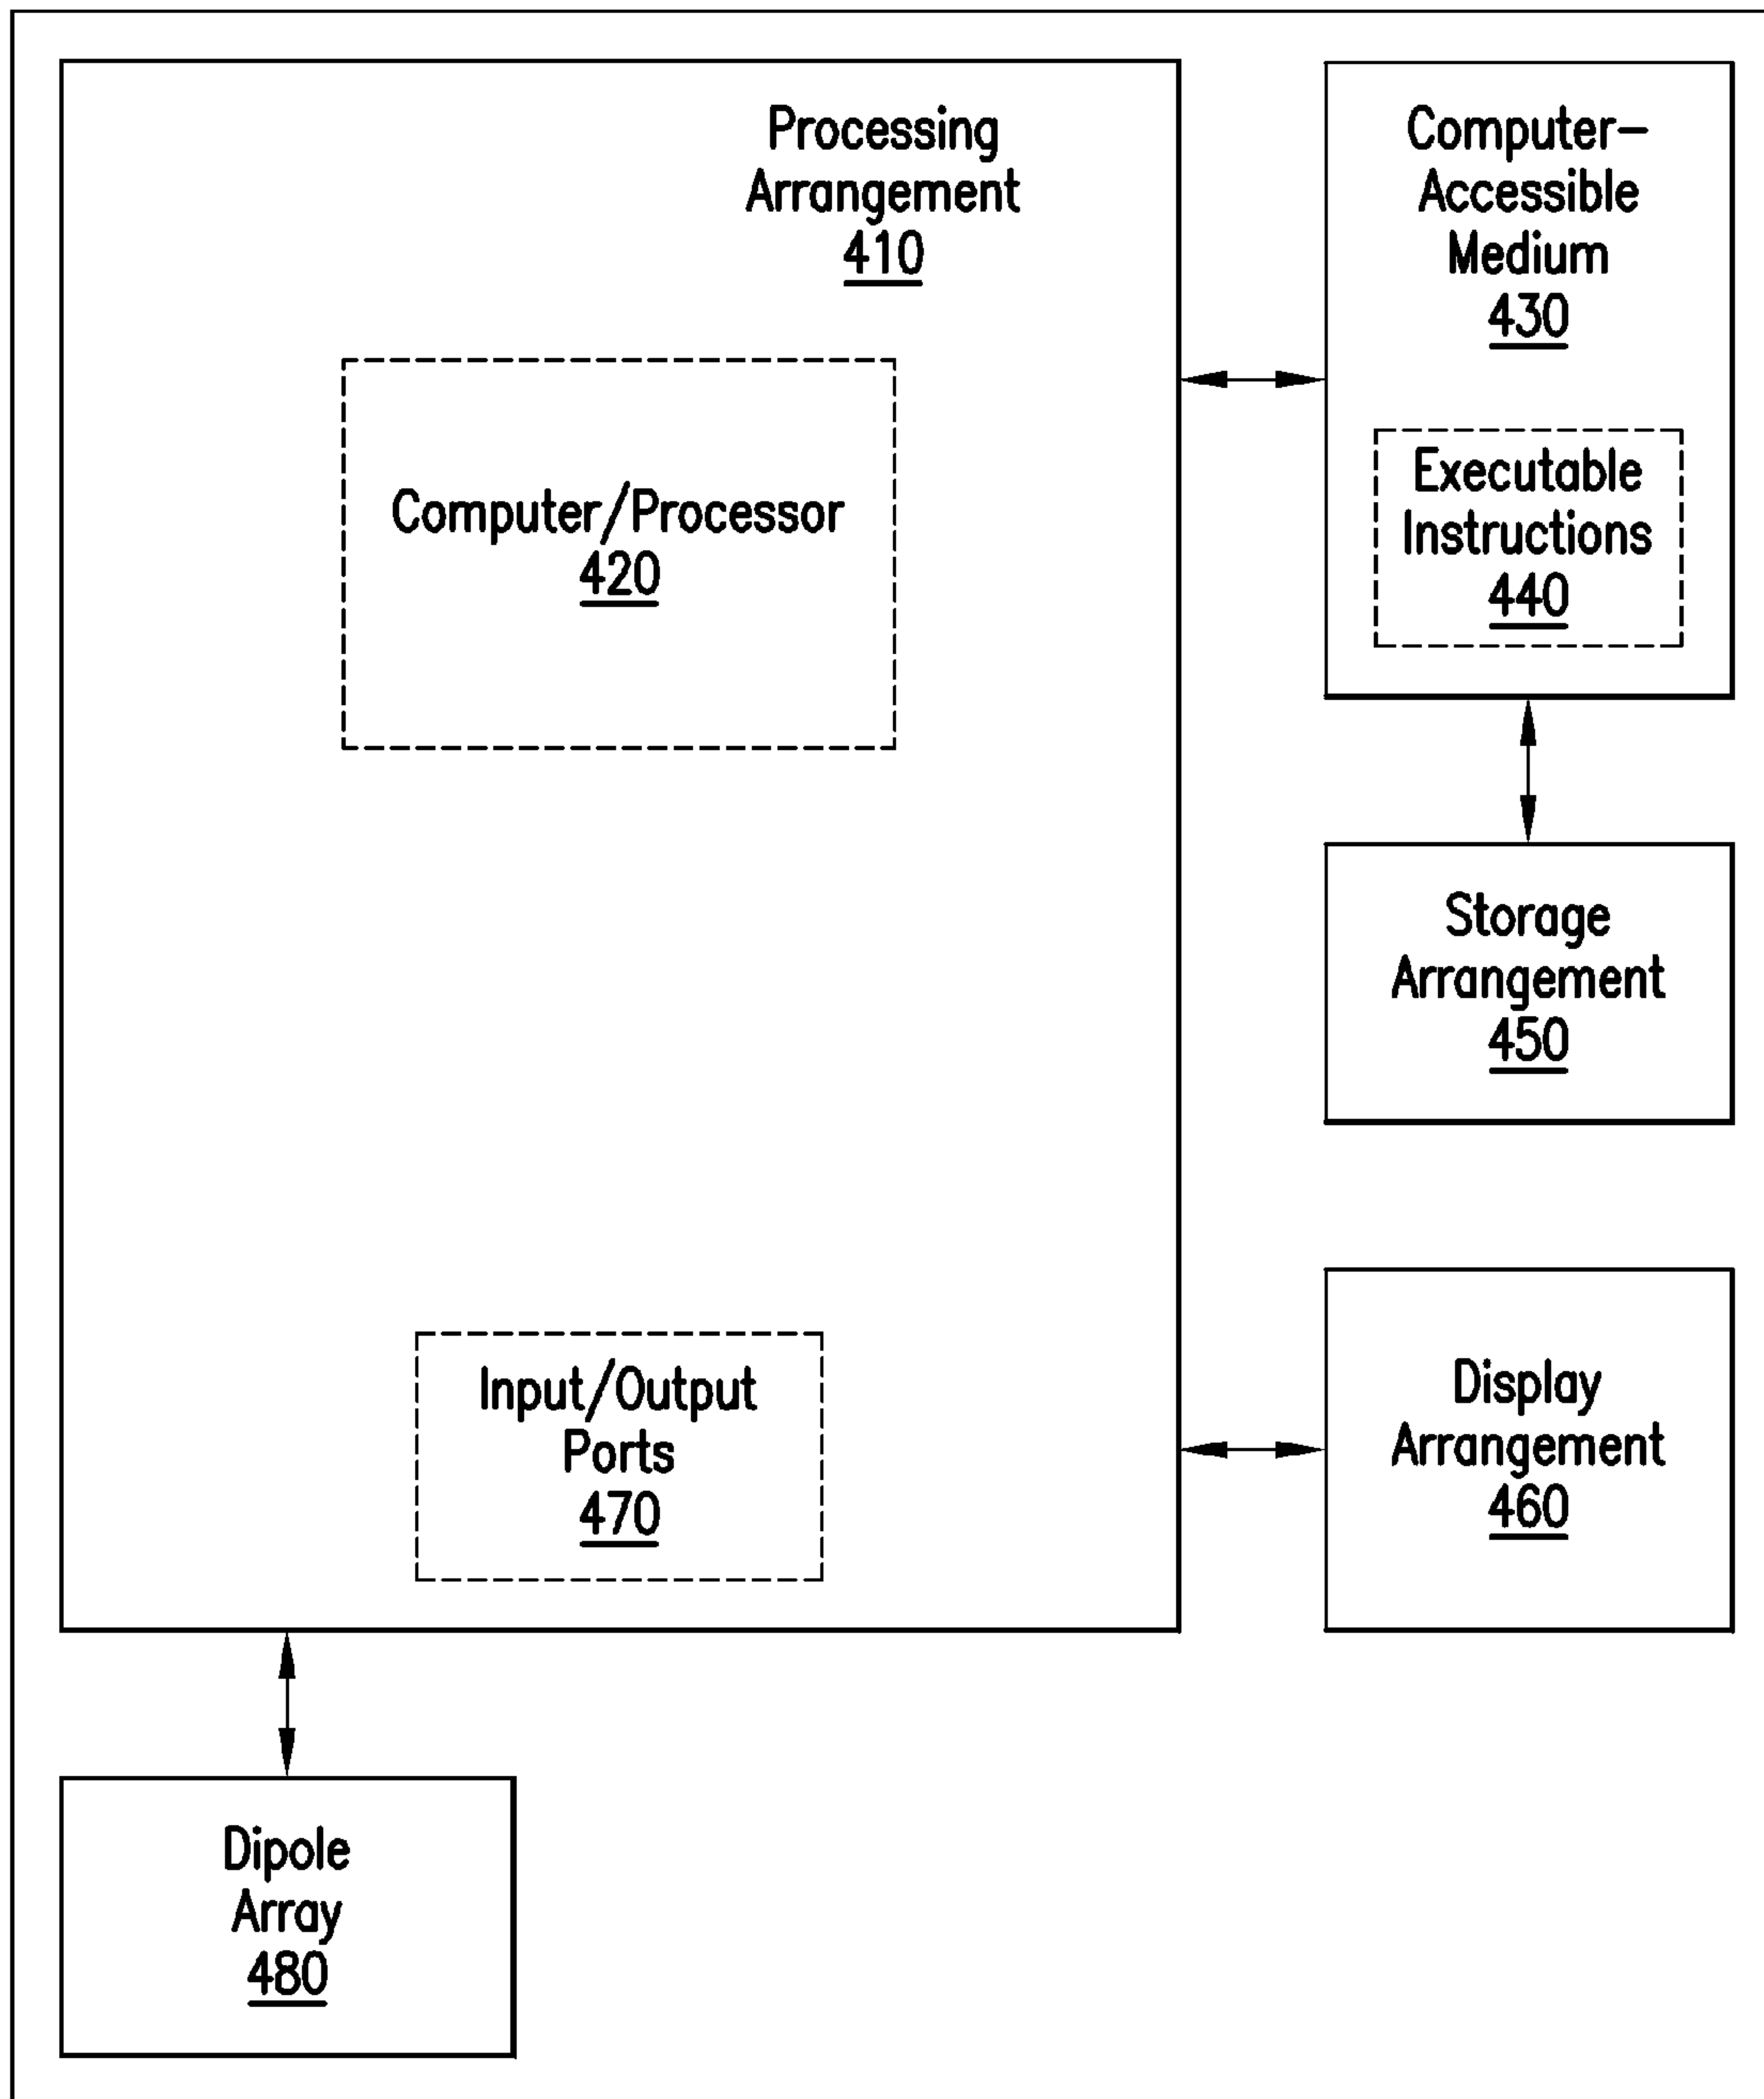 Processing
Arrangement
410
Computer/Processor
420
Input/Output
Ports
470
Computer-
Accessible
Medium
430
Executable
Instructions
440
Storage
Arrangement
450
Display
Arrangement
460
Dipole
Array
480